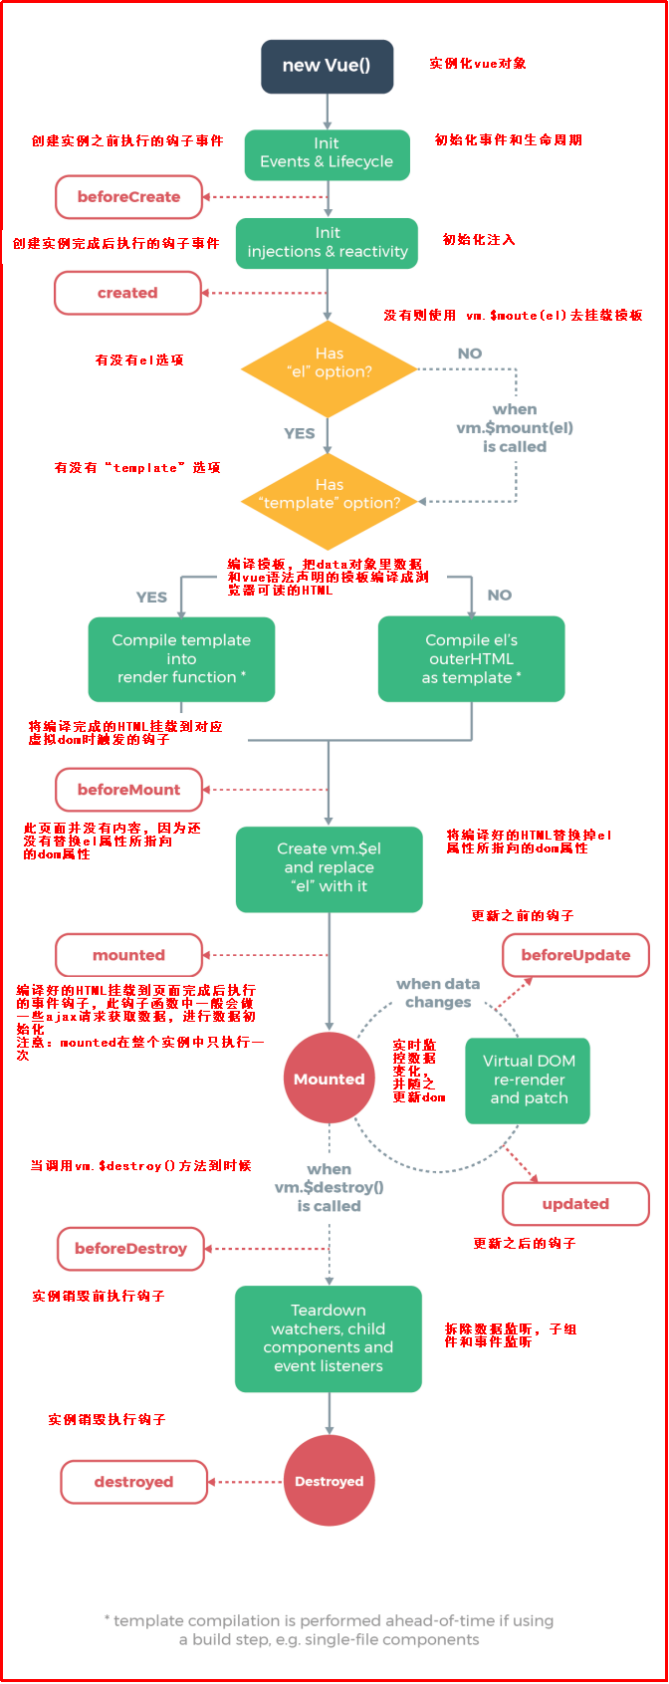 new Vue()
实例化vue对象
创建实例之前执行的钩子事件
Init
Events & Lifecycle
初始化事件和生命周期
beforeCreate
创建实例完成后执行的钩子事件
Init
injections & reactivity
初始化注入
created
没有则使用 vm.$moute(el)去挂载模板
有没有el选项
Has
“el” option?
NO
when
vm.$mount(el)
is called
YES
有没有“template”选项
Has
“template” option?
编译模板，把data对象里数据
和vue语法声明的模板编译成浏
览器可读的HTML
YES
NO
Compile template
into
render function *
Compile el's
outerHTML
as template *
将编译完成的HTML挂载到对应
虚拟dom时触发的钩子
beforeMount
此页面并没有内容，因为还
没有替换el属性所指向
的dom属性
Create vm.$el
and replace
“el” with it
将编译好的HTML替换掉el
属性所指向的dom属性
更新之前的钩子
mounted
beforeUpdate
编译好的HTML挂载到页面完成后执行
的事件钩子，此钩子函数中一般会做
一些ajax请求获取数据，进行数据初
始化
注意：mounted在整个实例中只执行一
次
when data
changes
Mounted
实时监
控数据
变化，
并随之
更新dom
Virtual DOM
re-render
and patch
当调用vm.$destroy()方法到时候
when
vm.$destroy()
is called
updated
更新之后的钩子
beforeDestroy
实例销毁前执行钩子
Teardown
watchers, child
components and
event listeners
拆除数据监听，子组
件和事件监听
实例销毁执行钩子
destroyed
Destroyed
* template compilation is performed ahead-of-time if using
a build step, e.g. single-file components